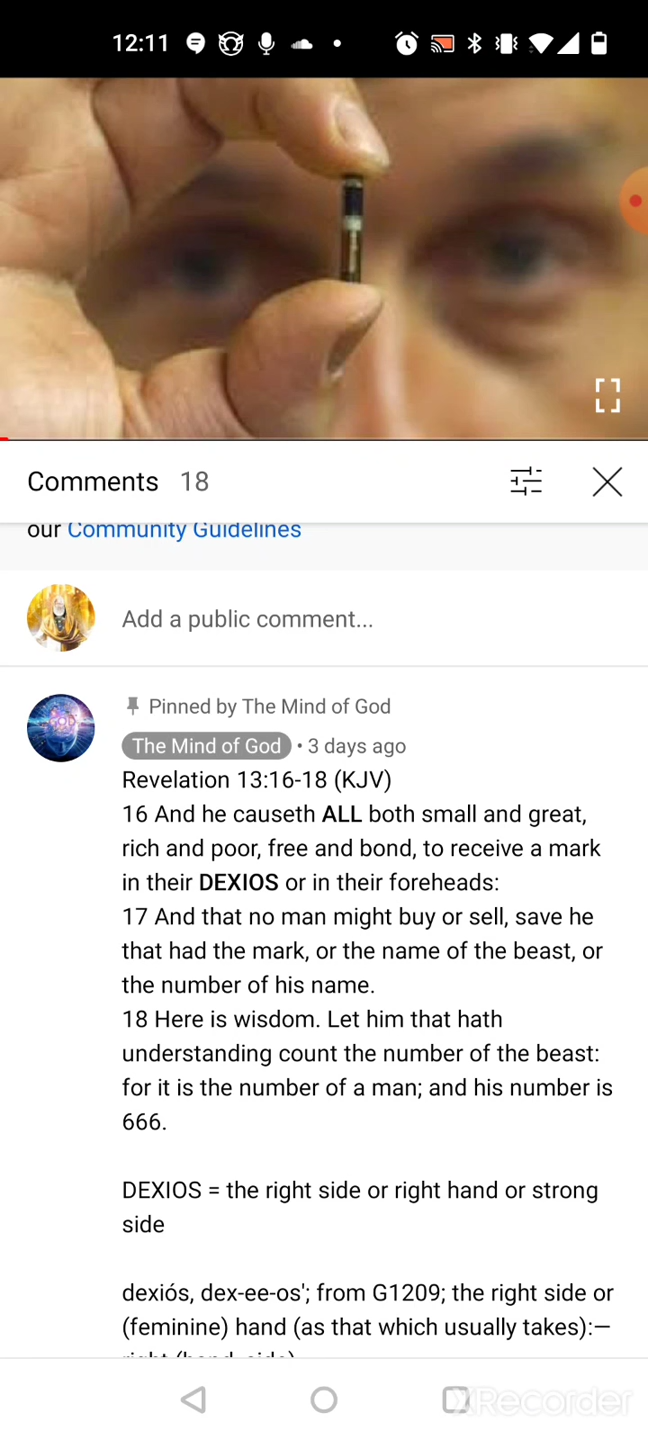 12:11
Comments 18
our Community Guidelines
Add a public comment...
Pinned by The Mind of God
The Mind of God • 3 days ago
Revelation 13:16-18 (KJV)
16 And he causeth ALL both small and great,
rich and poor, free and bond, to receive a mark
in their DEXIOS or in their foreheads:
17 And that no man might buy or sell, save he
that had the mark, or the name of the beast, or
the number of his name.
18 Here is wisdom. Let him that hath
understanding count the number of the beast:
for it is the number of a man; and his number is
666.
DEXIOS = the right side or right hand or strong
side
dexiós, dex-ee-os'; from G1209; the right side or
(feminine) hand (as that which usually takes):—
XRecorder